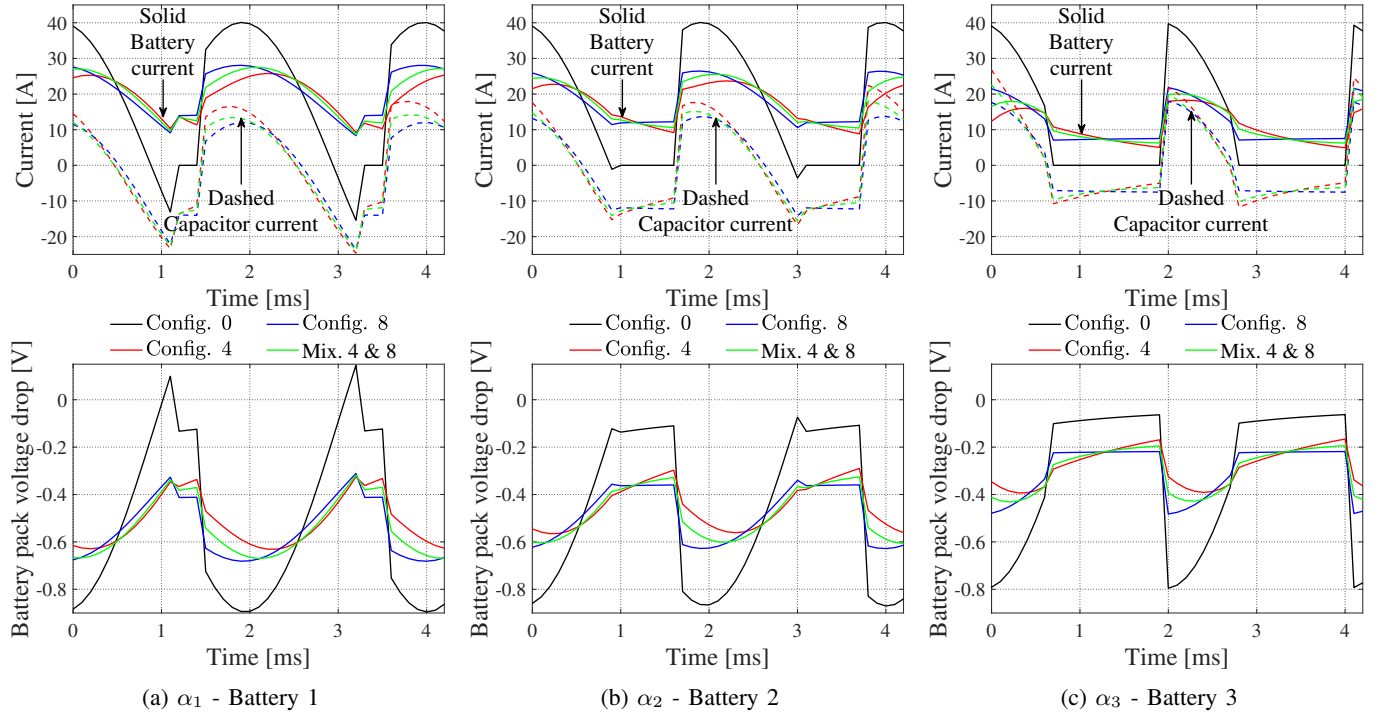 40
30
20
10
0
-10
-20
Current [A]
Solid
Battery
current
Dashed
Capacitor current
0 1 2 3 4
Time [ms]
40
30
20
10
0
-10
-20
Current [A]
Solid
Battery
current
Dashed
Capacitor current
0 1 2 3 4
Time [ms]
40
30
20
10
0
-10
-20
Current [A]
Solid
Battery
current
Dashed
Capacitor current
0 1 2 3 4
Time [ms]
Config. 0 Config. 8
Config. 4 Mix. 4 & 8
Config. 0 Config. 8
Config. 4 Mix. 4 & 8
Config. 0 Config. 8
Config. 4 Mix. 4 & 8
0
-0.2
-0.4
-0.6
-0.8
Battery pack voltage drop [V]
0 1 2 3 4
Time [ms]
0
-0.2
-0.4
-0.6
-0.8
Battery pack voltage drop [V]
0 1 2 3 4
Time [ms]
0
-0.2
-0.4
-0.6
-0.8
Battery pack voltage drop [V]
0 1 2 3 4
Time [ms]
(a) α₁ - Battery 1
(b) α₂ - Battery 2
(c) α₃ - Battery 3